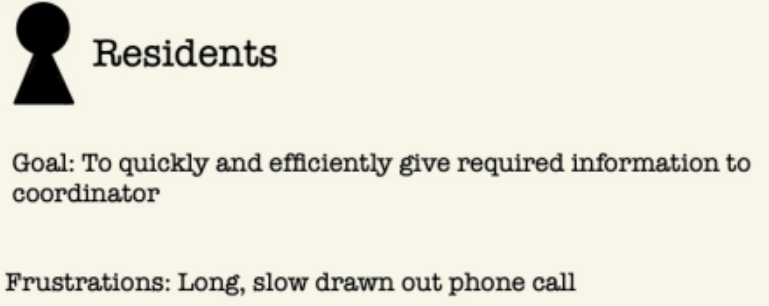 Residents
Goal: To quickly and efficiently give required information to
coordinator
Frustrations: Long, slow drawn out phone call